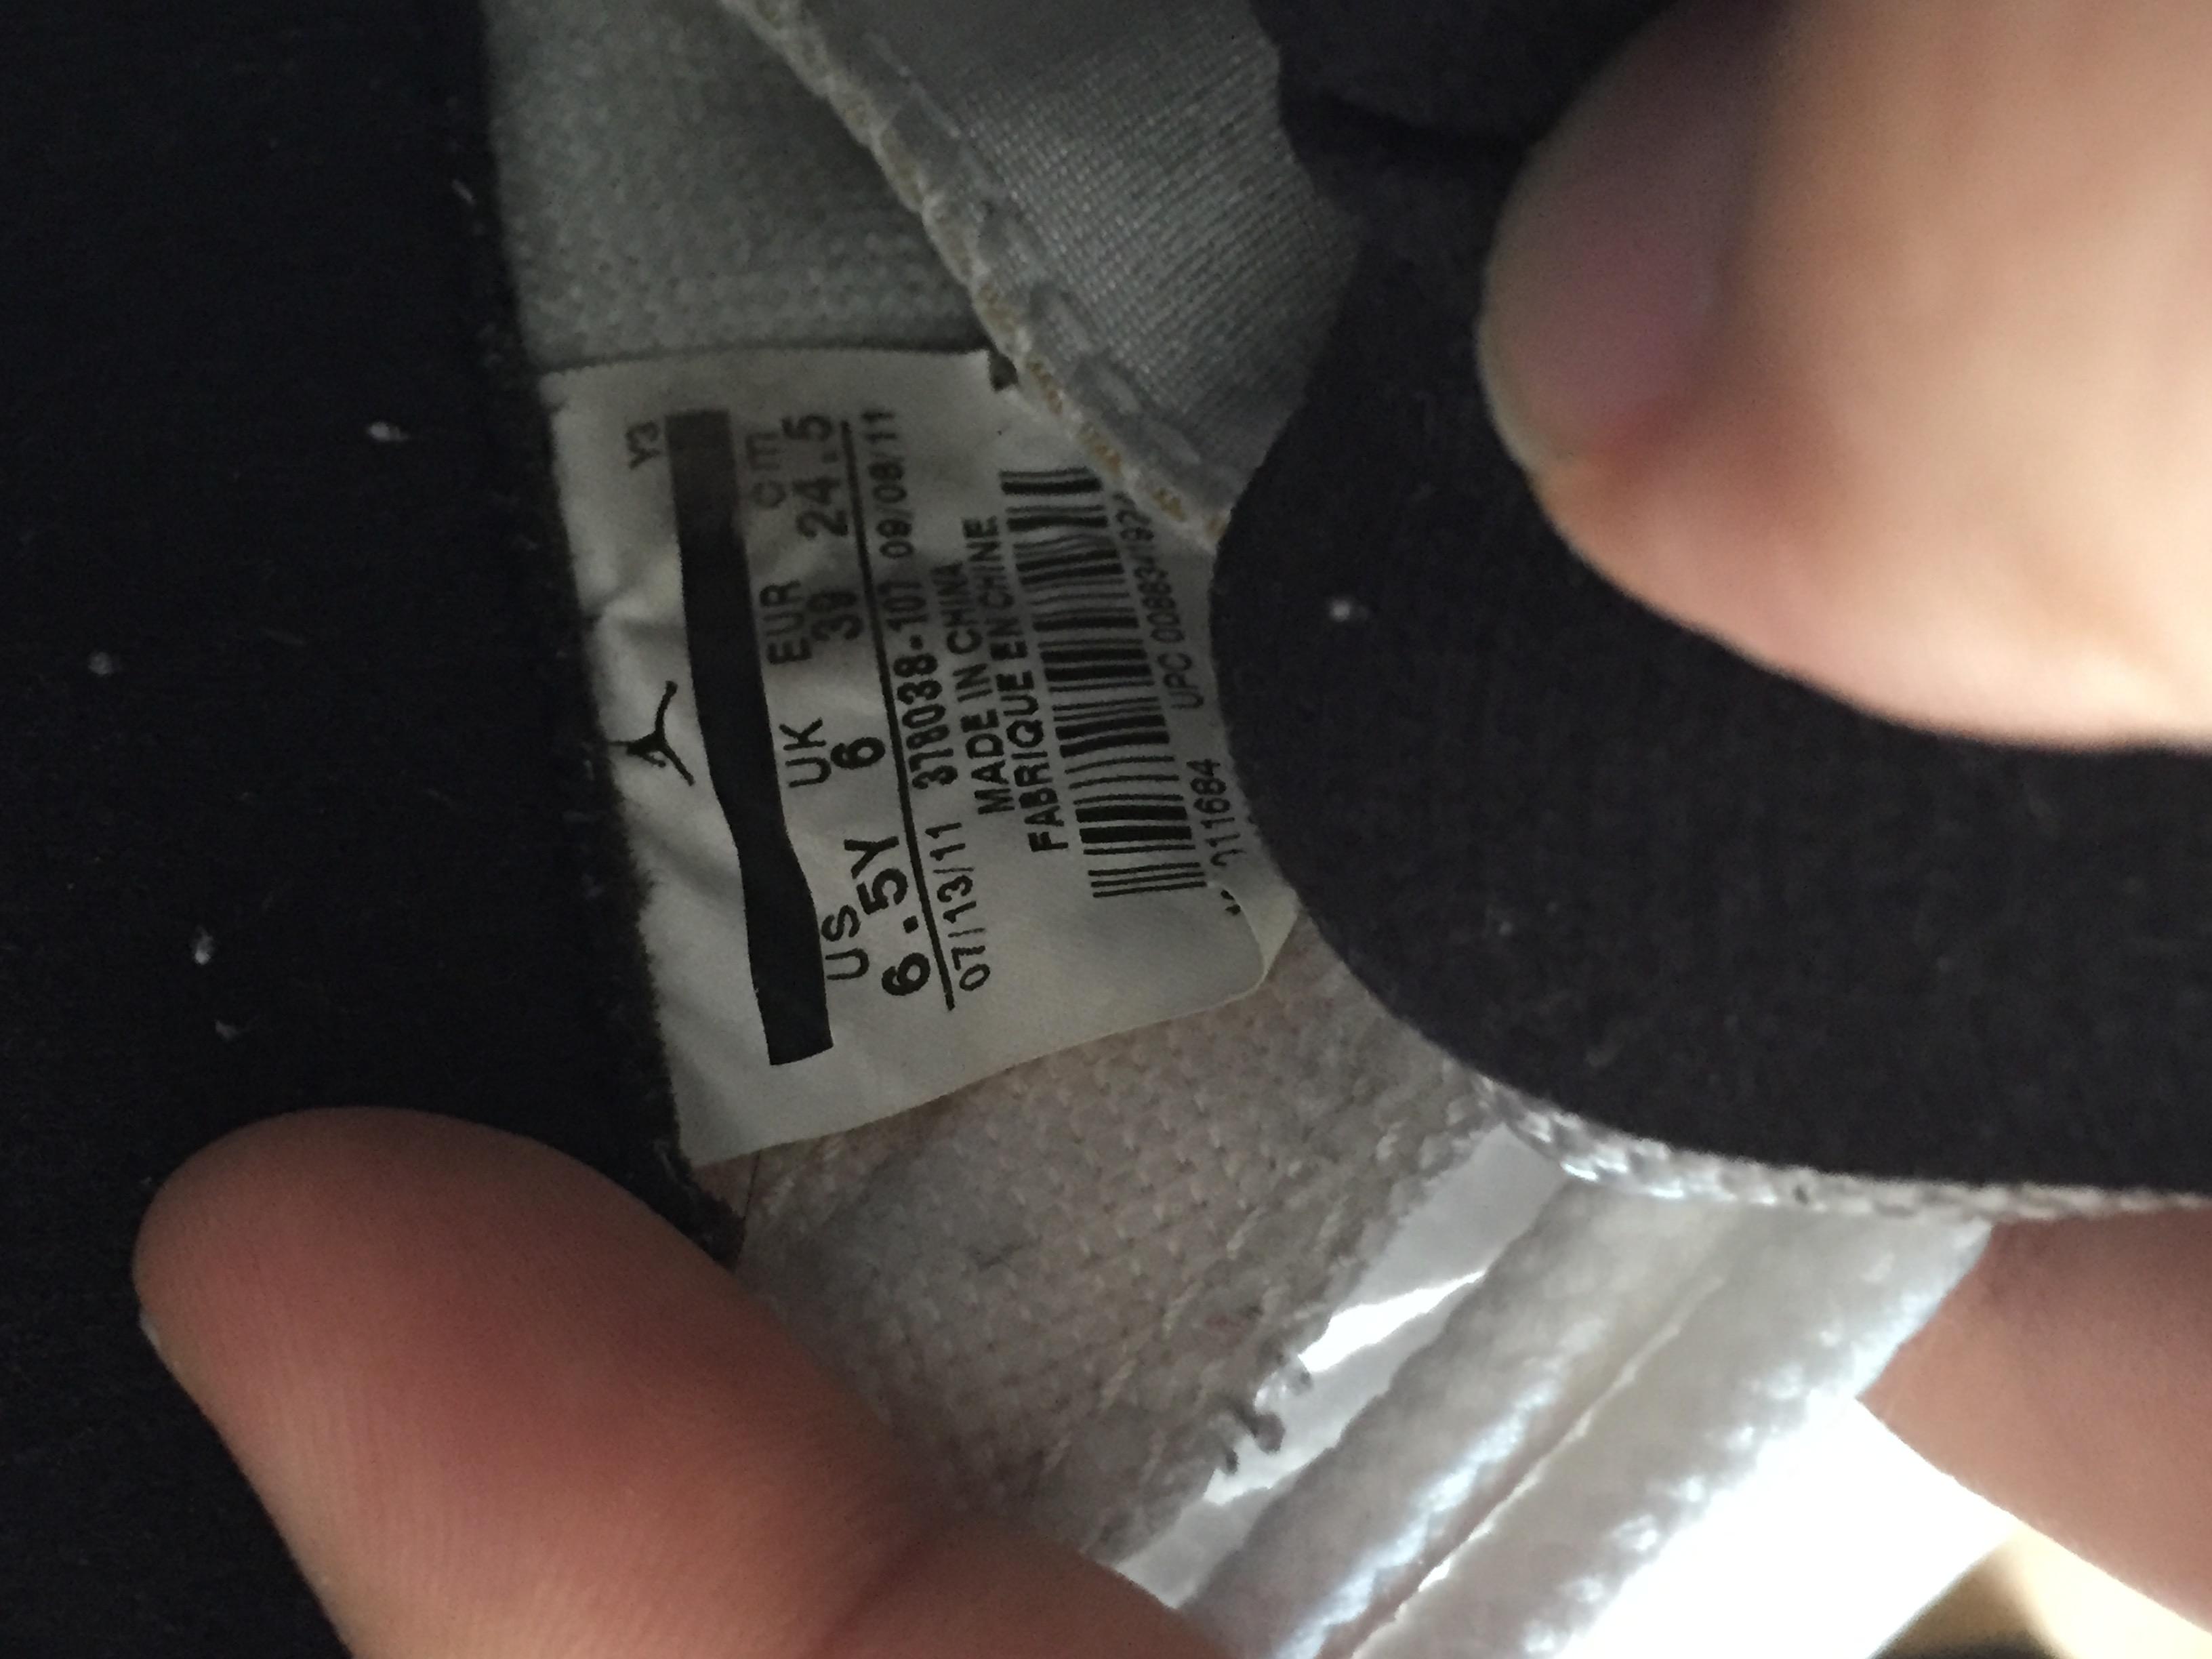 Y3
US UK EUR cm
6.5Y 6 39 24.5
07/13/11 378038-107 09/08/11
MADE IN CHINA
FABRIQUE EN CHINE
UPC